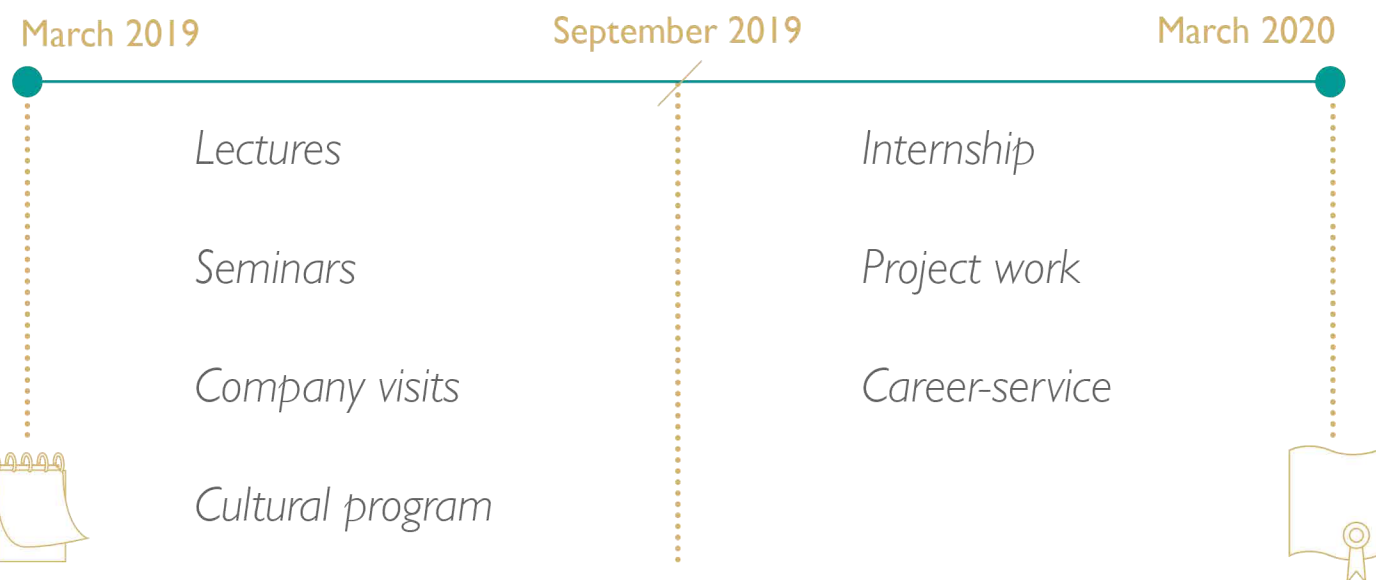 March 2019
September 2019
March 2020
Lectures
Seminars
Company visits
Cultural program
Internship
Project work
Career-service